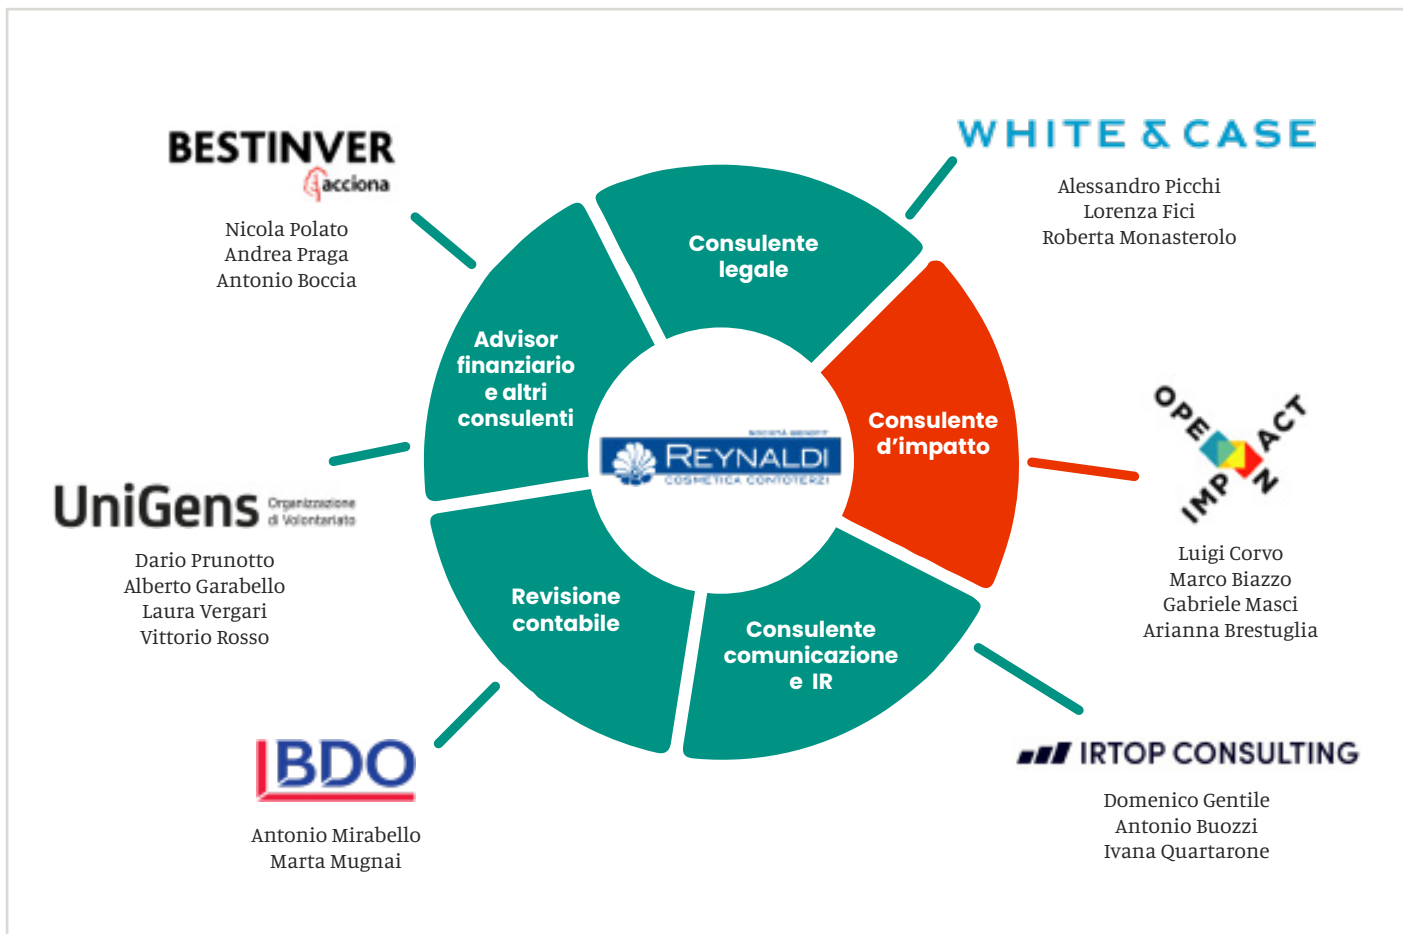 BESTINVER
acciona
Nicola Polato
Andrea Praga
Antonio Boccia
WHITE & CASE
Alessandro Picchi
Lorenza Fici
Roberta Monasterolo
Consulente
legale
Advisor
finanziario
e altri
consulenti
Consulente
d’impatto
SOCIETÀ BENEFIT
REYNALDI
COSMETICA CONTOTERZI
OPEN
IMPACT
Luigi Corvo
Marco Biazzo
Gabriele Masci
Arianna Brestuglia
UniGens
Organizzazione
di Volontariato
Dario Prunotto
Alberto Garabello
Laura Vergari
Vittorio Rosso
Revisione
contabile
Consulente
comunicazione
e IR
BDO
Antonio Mirabello
Marta Mugnai
IRTOP CONSULTING
Domenico Gentile
Antonio Buozzi
Ivana Quartarone